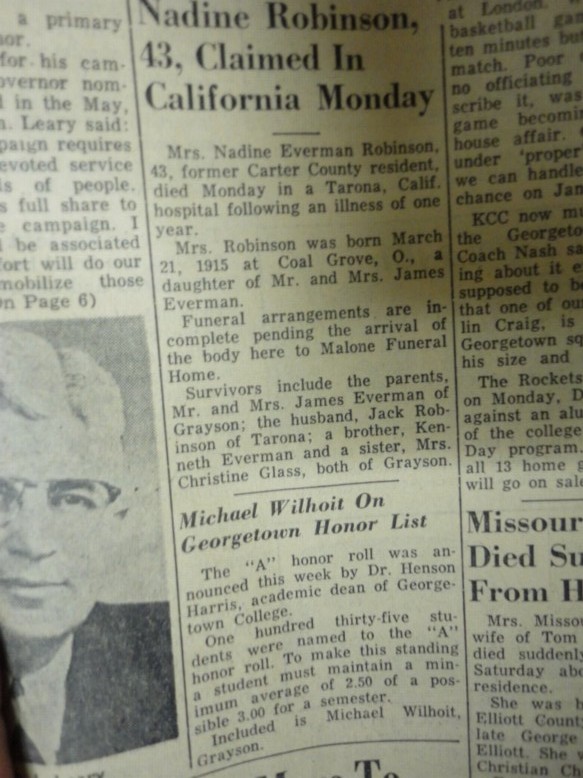 a primary
for his cam-
overnor nom-
in the May,
Leary said:
paign requires
evoted service
of people.
full share to
campaign. I
be associated
fort will do our
mobilize those
on Page 6)
Nadine Robinson,
43, Claimed In
California Monday
Mrs. Nadine Everman Robinson,
43, former Carter County resident,
died Monday in a Tarona, Calif.
hospital following an illness of one
year.
Mrs. Robinson was born March
21, 1915 at Coal Grove, O., a
daughter of Mr. and Mrs. James
Everman.
Funeral arrangements are in-
complete pending the arrival of
the body here to Malone Funeral
Home.
Survivors include the parents,
Mr. and Mrs. James Everman of
Grayson; the husband, Jack Rob-
inson of Tarona; a brother, Ken-
neth Everman and a sister, Mrs.
Christine Glass, both of Grayson.
Michael Wilhoit On
Georgetown Honor List
The "A" honor roll was an-
nounced this week by Dr. Henson
Harris, academic dean of George-
town College.
One hundred thirty-five stu-
dents were named to the "A"
honor roll. To make this standing
a student must maintain a min-
imum average of 2.50 of a pos-
sible 3.00 for a semester.
Included is Michael Wilhoit,
Grayson.
To
at London.
basketball gam
ten minutes but
match. Poor
no officiating
scribe it, was
game becomin
house affair.
under 'proper
we can handle
chance on Jan
KCC now mu
the Georgeto
Coach Nash sa
ing about it e
supposed to be
that one of ou
lin Craig, is
Georgetown sq
his size and
The Rockets
on Monday, D
against an alu
of the college
Day program.
all 13 home g
will go on sale
Missour
Died Su
From H
Mrs. Missou
wife of Tom
died suddenly
Saturday abo
residence.
She was b
Elliott County
late George
Elliott. She w
Christian Ch